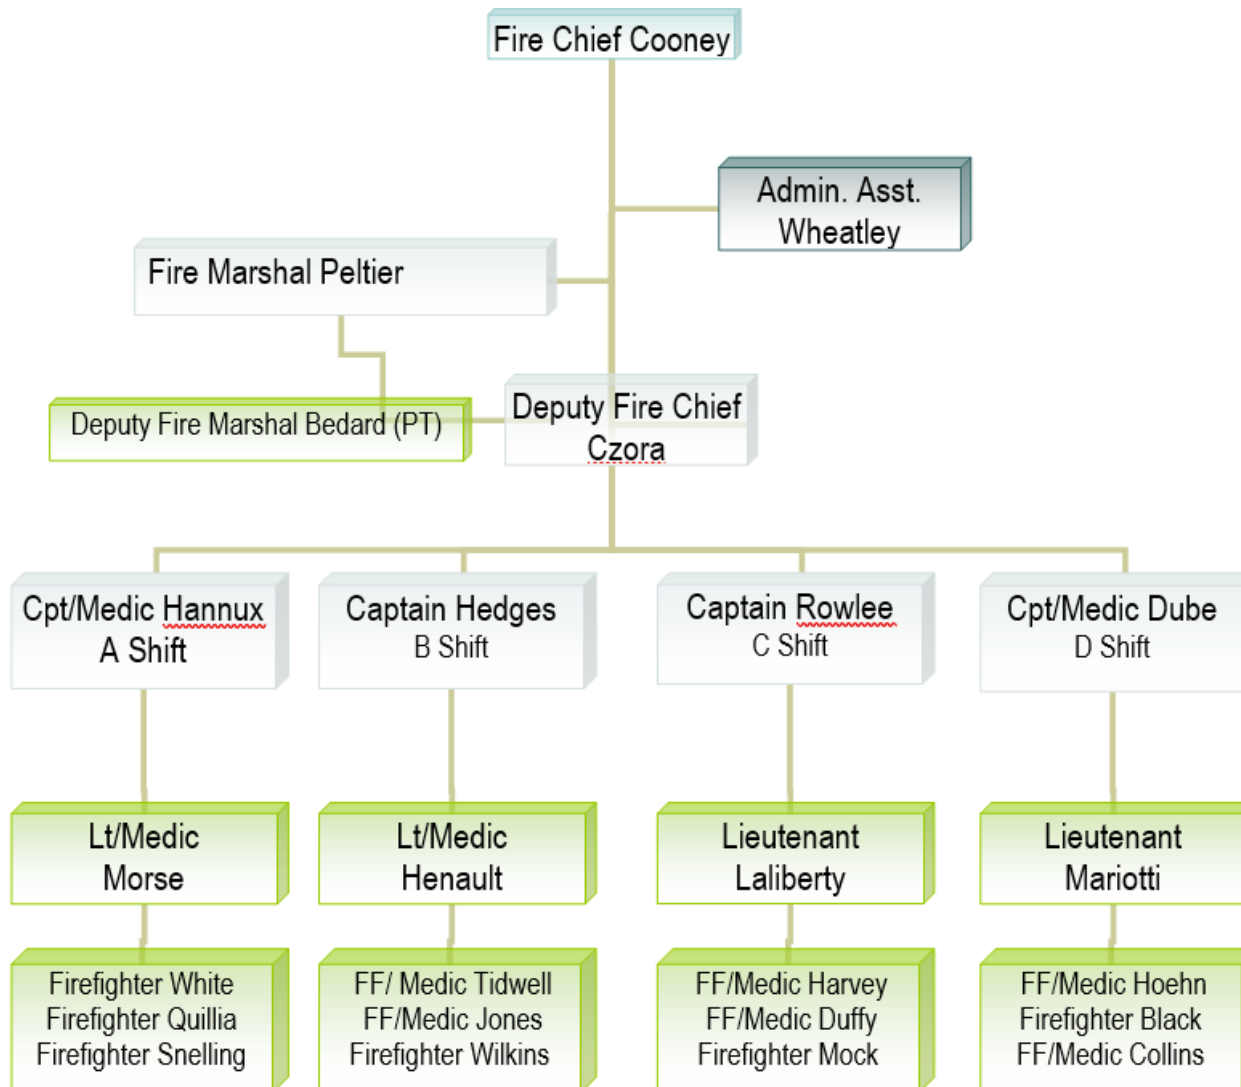 Fire Chief Cooney
Admin. Asst.
Wheatley
Fire Marshal Peltier
Deputy Fire Marshal Bedard (PT)
Deputy Fire Chief
Czora
Cpt/Medic Hannux
A Shift
Captain Hedges
B Shift
Captain Rowlee
C Shift
Cpt/Medic Dube
D Shift
Lt/Medic
Morse
Lt/Medic
Henault
Lieutenant
Laliberty
Lieutenant
Mariotti
Firefighter White
Firefighter Quillia
Firefighter Snelling
FF/ Medic Tidwell
FF/Medic Jones
Firefighter Wilkins
FF/Medic Harvey
FF/Medic Duffy
Firefighter Mock
FF/Medic Hoehn
Firefighter Black
FF/Medic Collins